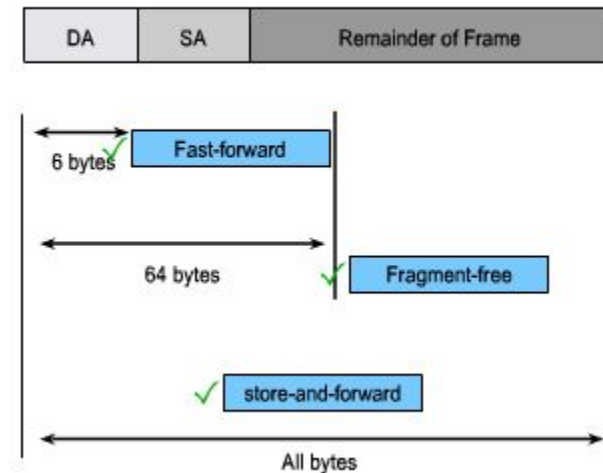 DA SA Remainder of Frame
Fast-forward
6 bytes
64 bytes
Fragment-free
store-and-forward
All bytes